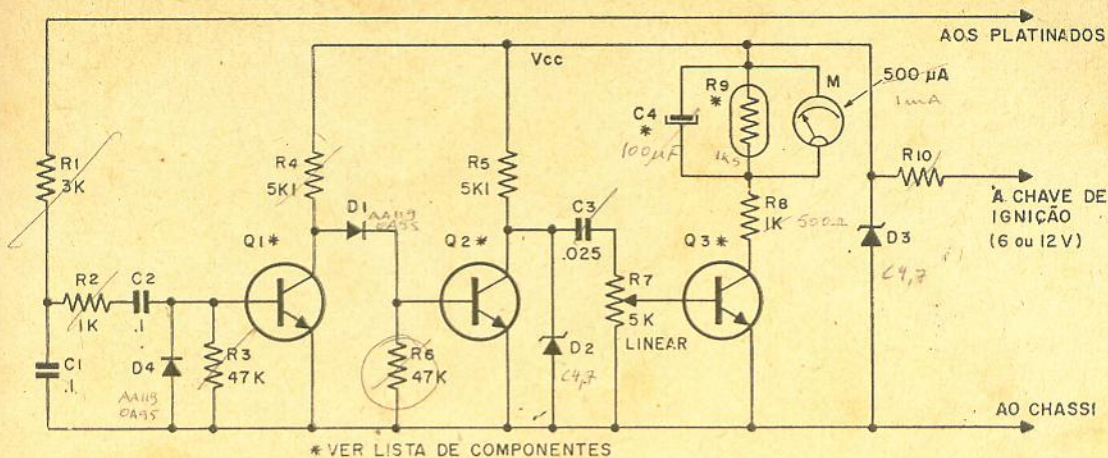 AOS PLATINADOS
Vcc
500 µA
1mA
M
R9
*
C4
*
100µF
1K5
R1
3K
R4
5K1
R5
5K1
R10
À CHAVE DE
IGNIÇÃO
(6 ou 12 V)
D1
AA119
OA95
C3
.025
R8
1K
500Ω
D3
C4,7
Q1*
Q2*
Q3*
R2
1K
C2
.1
R7
5K
LINEAR
C1
.1
D4
AA119
OA95
R3
47K
R6
47K
D2
C4,7
AO CHASSI
* VER LISTA DE COMPONENTES